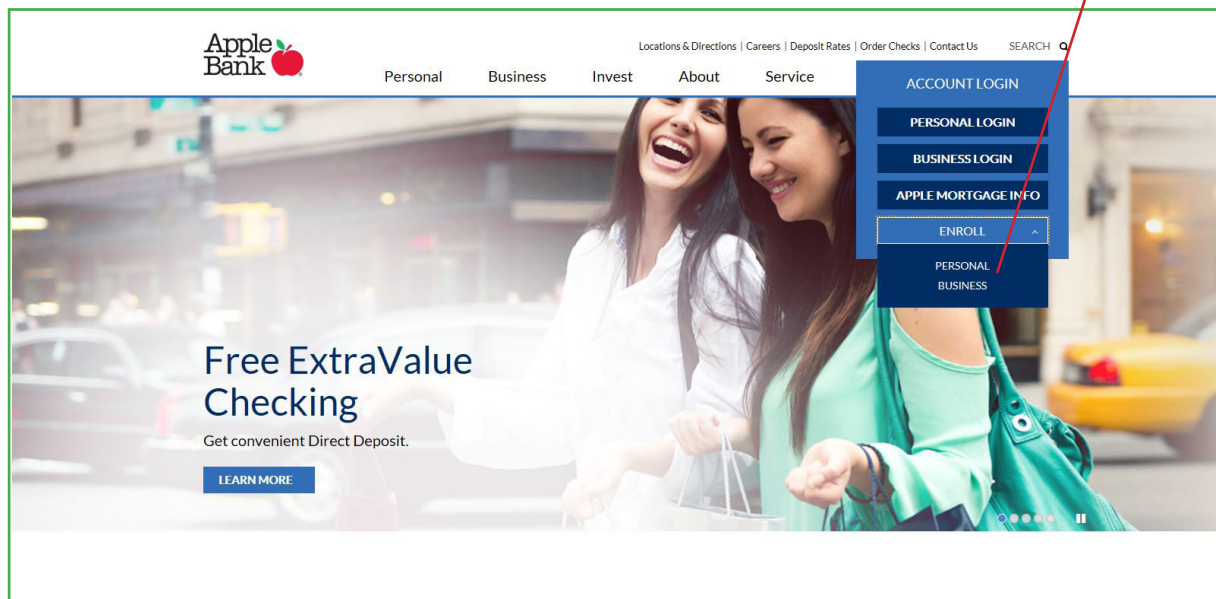 Apple
Bank
Locations & Directions | Careers | Deposit Rates | Order Checks | Contact Us SEARCH
Personal Business Invest About Service
ACCOUNT LOGIN
PERSONAL LOGIN
BUSINESS LOGIN
APPLE MORTGAGE INFO
ENROLL
PERSONAL
BUSINESS
Free ExtraValue
Checking
Get convenient Direct Deposit.
LEARN MORE